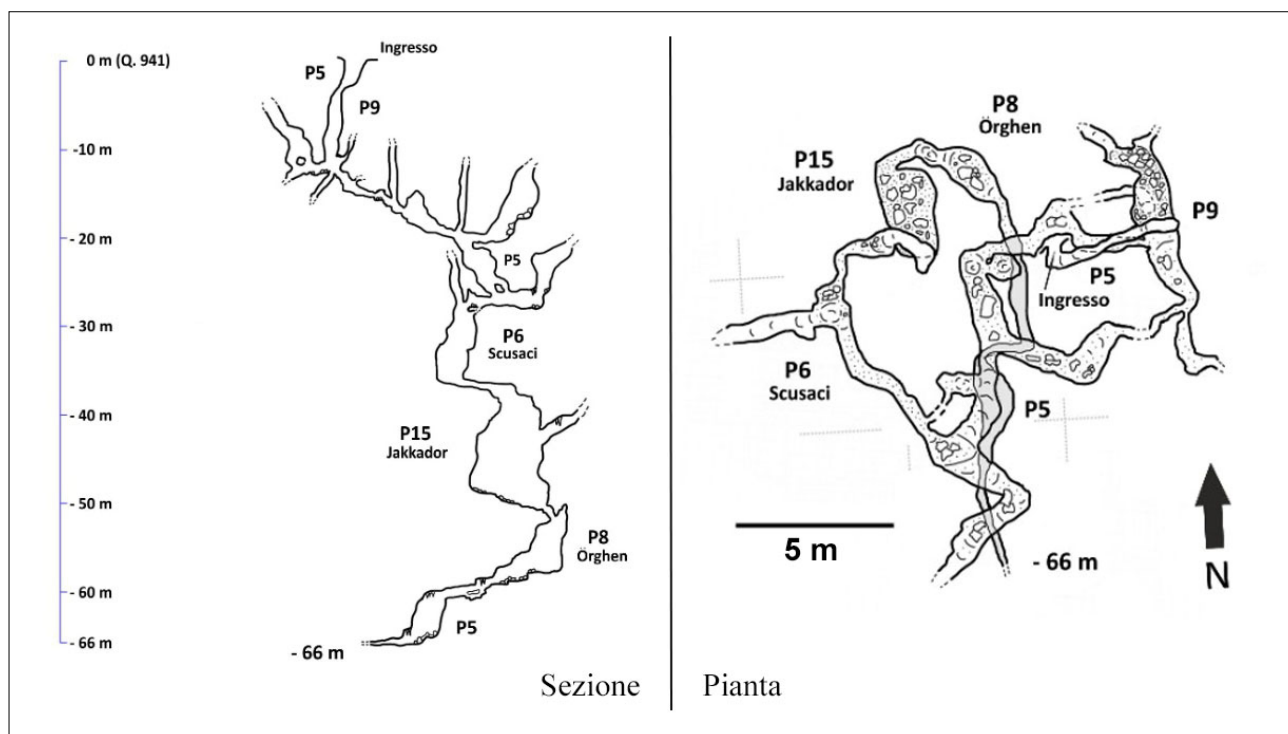 Ingresso
0 m (Q. 941)
P5
P9
-10 m
-20 m
P5
-30 m
P6
Scusaci
-40 m
P15
Jakkador
-50 m
P8
Örghen
-60 m
P5
-66 m
- 66 m
Sezione
P8
Örghen
P15
Jakkador
P9
P5
Ingresso
P6
Scusaci
P5
5 m
- 66 m
N
Pianta